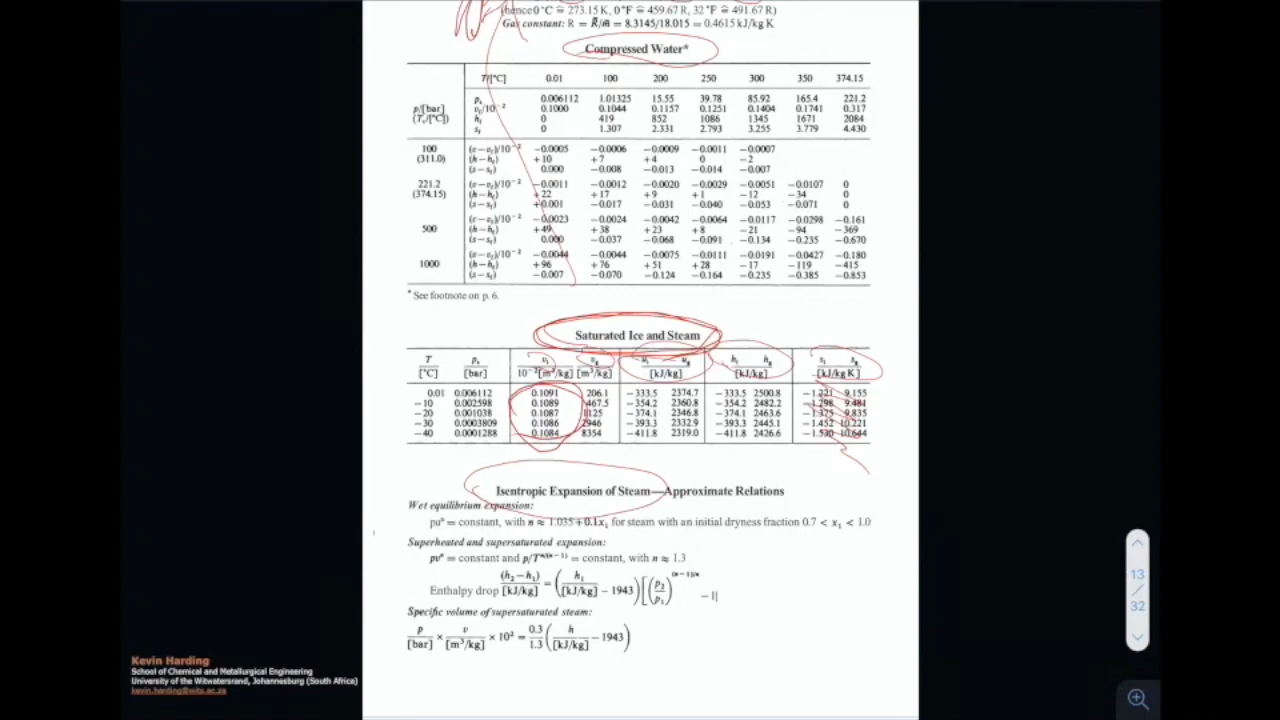 (hence 0 °C ≙ 273.15 K, 0 °F ≙ 459.67 R, 32 °F ≙ 491.67 R)
Gas constant: R = R̃/m̃ = 8.3145/18.015 = 0.4615 kJ/kg K
Compressed Water*
T/[°C] 0.01 100 200 250 300 350 374.15
p/[bar] (Tₛ/[°C])
pₛ 0.006112 1.01325 15.55 39.78 85.92 165.4 221.2
v_f/10⁻² 0.1000 0.1044 0.1157 0.1251 0.1404 0.1741 0.317
h_f 0 419 852 1086 1345 1671 2084
s_f 0 1.307 2.331 2.793 3.255 3.779 4.430
100 (v−v_f)/10⁻² −0.0005 −0.0006 −0.0009 −0.0011 −0.0007
(311.0) (h−h_f) +10 +7 +4 0 −2
(s−s_f) 0.000 −0.008 −0.013 −0.014 −0.007
221.2 (v−v_f)/10⁻² −0.0011 −0.0012 −0.0020 −0.0029 −0.0051 −0.0107 0
(374.15) (h−h_f) +22 +17 +9 +1 −12 −34 0
(s−s_f) +0.001 −0.017 −0.031 −0.040 −0.053 −0.071 0
(v−v_f)/10⁻² −0.0023 −0.0024 −0.0042 −0.0064 −0.0117 −0.0298 −0.161
500 (h−h_f) +49 +38 +23 +8 −21 −94 −369
(s−s_f) 0.000 −0.037 −0.068 −0.091 −0.134 −0.235 −0.670
(v−v_f)/10⁻² −0.0044 −0.0044 −0.0075 −0.0111 −0.0191 −0.0427 −0.180
1000 (h−h_f) +96 +76 +51 +28 −17 −119 −415
(s−s_f) −0.007 −0.070 −0.124 −0.164 −0.235 −0.385 −0.853
* See footnote on p. 6.
Saturated Ice and Steam
T pₛ vᵢ v_g uᵢ u_g hᵢ h_g sᵢ s_g
[°C] [bar] 10⁻²[m³/kg] [m³/kg] [kJ/kg] [kJ/kg] [kJ/kg K]
0.01 0.006112 0.1091 206.1 −333.5 2374.7 −333.5 2500.8 −1.221 9.155
−10 0.002598 0.1089 467.5 −354.2 2360.8 −354.2 2482.2 −1.298 9.481
−20 0.001038 0.1087 1125 −374.1 2346.8 −374.1 2463.6 −1.375 9.835
−30 0.0003809 0.1086 2946 −393.3 2332.9 −393.3 2445.1 −1.452 10.221
−40 0.0001288 0.1084 8354 −411.8 2319.0 −411.8 2426.6 −1.530 10.644
Isentropic Expansion of Steam—Approximate Relations
Wet equilibrium expansion:
pvⁿ = constant, with n ≈ 1.035 + 0.1x₁ for steam with an initial dryness fraction 0.7 < x₁ < 1.0
Superheated and supersaturated expansion:
pvⁿ = constant and p/Tⁿ/⁽ⁿ⁻¹⁾ = constant, with n ≈ 1.3
Enthalpy drop (h₂ − h₁)/[kJ/kg] = (h₁/[kJ/kg] − 1943)[(p₂/p₁)⁽ⁿ⁻¹⁾/ⁿ − 1]
Specific volume of supersaturated steam:
p/[bar] × v/[m³/kg] × 10² = 0.3/1.3 (h/[kJ/kg] − 1943)
13
/
32
Kevin Harding
School of Chemical and Metallurgical Engineering
University of the Witwatersrand, Johannesburg (South Africa)
kevin.harding@wits.ac.za